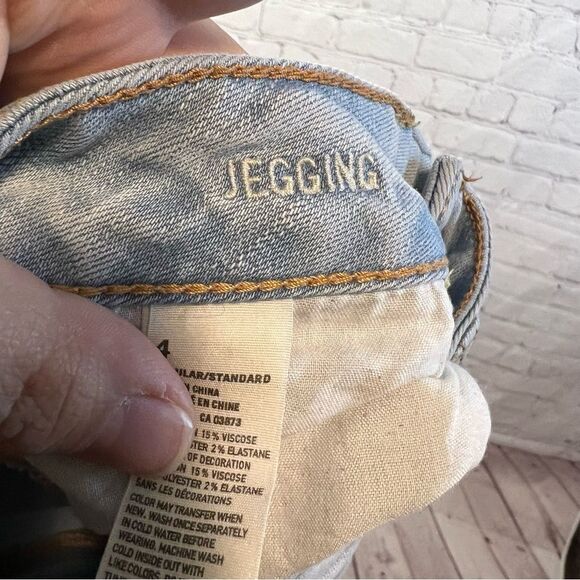 JEGGING
4
ULAR/STANDARD
CHINA
EN CHINE
CA 03873
15% VISCOSE
ESTER 2% ELASTANE
OF DECORATION
15% VISCOSE
POLYESTER 2% ELASTANE
SANS LES DÉCORATIONS
COLOR MAY TRANSFER WHEN
NEW. WASH ONCE SEPARATELY
IN COLD WATER BEFORE
WEARING. MACHINE WASH
COLD INSIDE OUT WITH
LIKE COLORS.